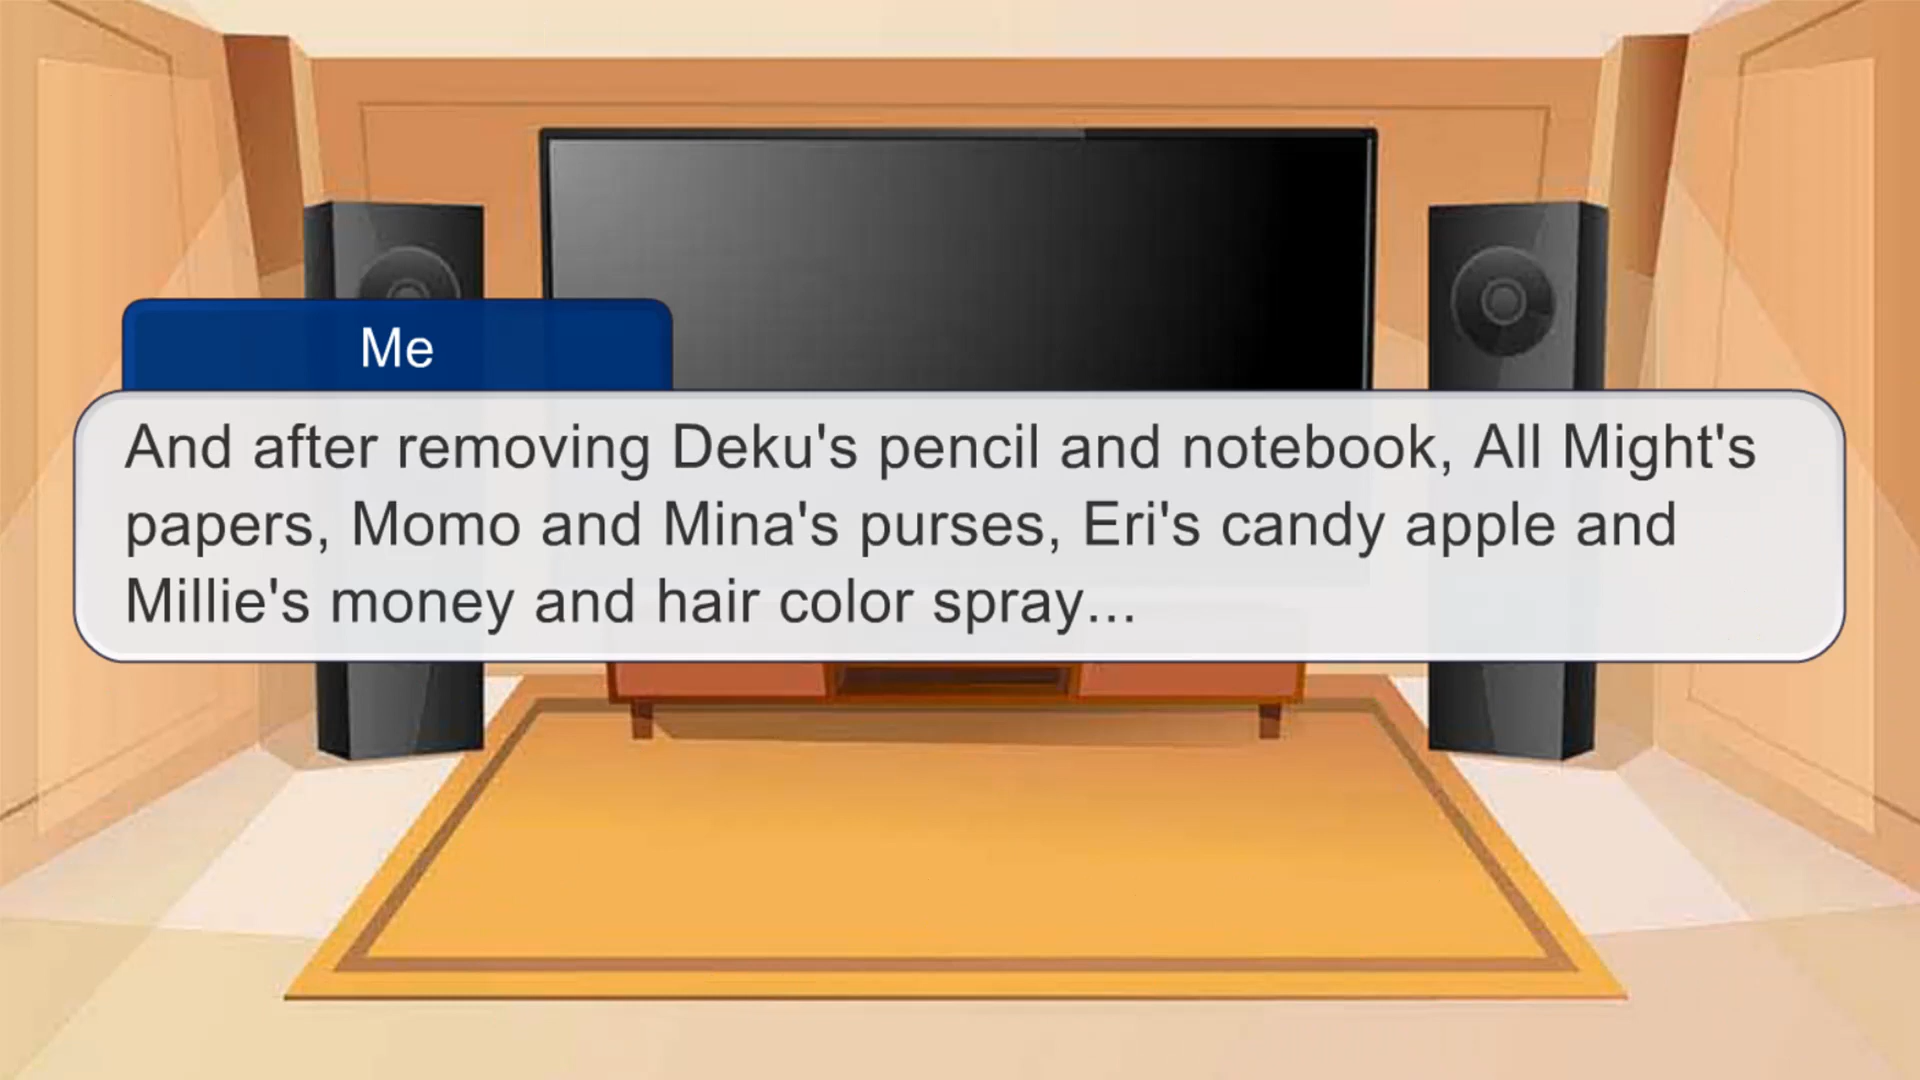 Me
And after removing Deku's pencil and notebook, All Might's
papers, Momo and Mina's purses, Eri's candy apple and
Millie's money and hair color spray...